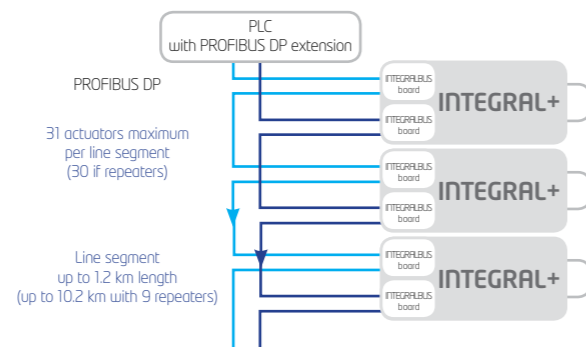 PLC
with PROFIBUS DP extension
PROFIBUS DP
31 actuators maximum
per line segment
(30 if repeaters)
Line segment
up to 1.2 km length
(up to 10.2 km with 9 repeaters)
INTEGRALBUS
board
INTEGRALBUS
board
INTEGRAL+
INTEGRALBUS
board
INTEGRALBUS
board
INTEGRAL+
INTEGRALBUS
board
INTEGRALBUS
board
INTEGRAL+